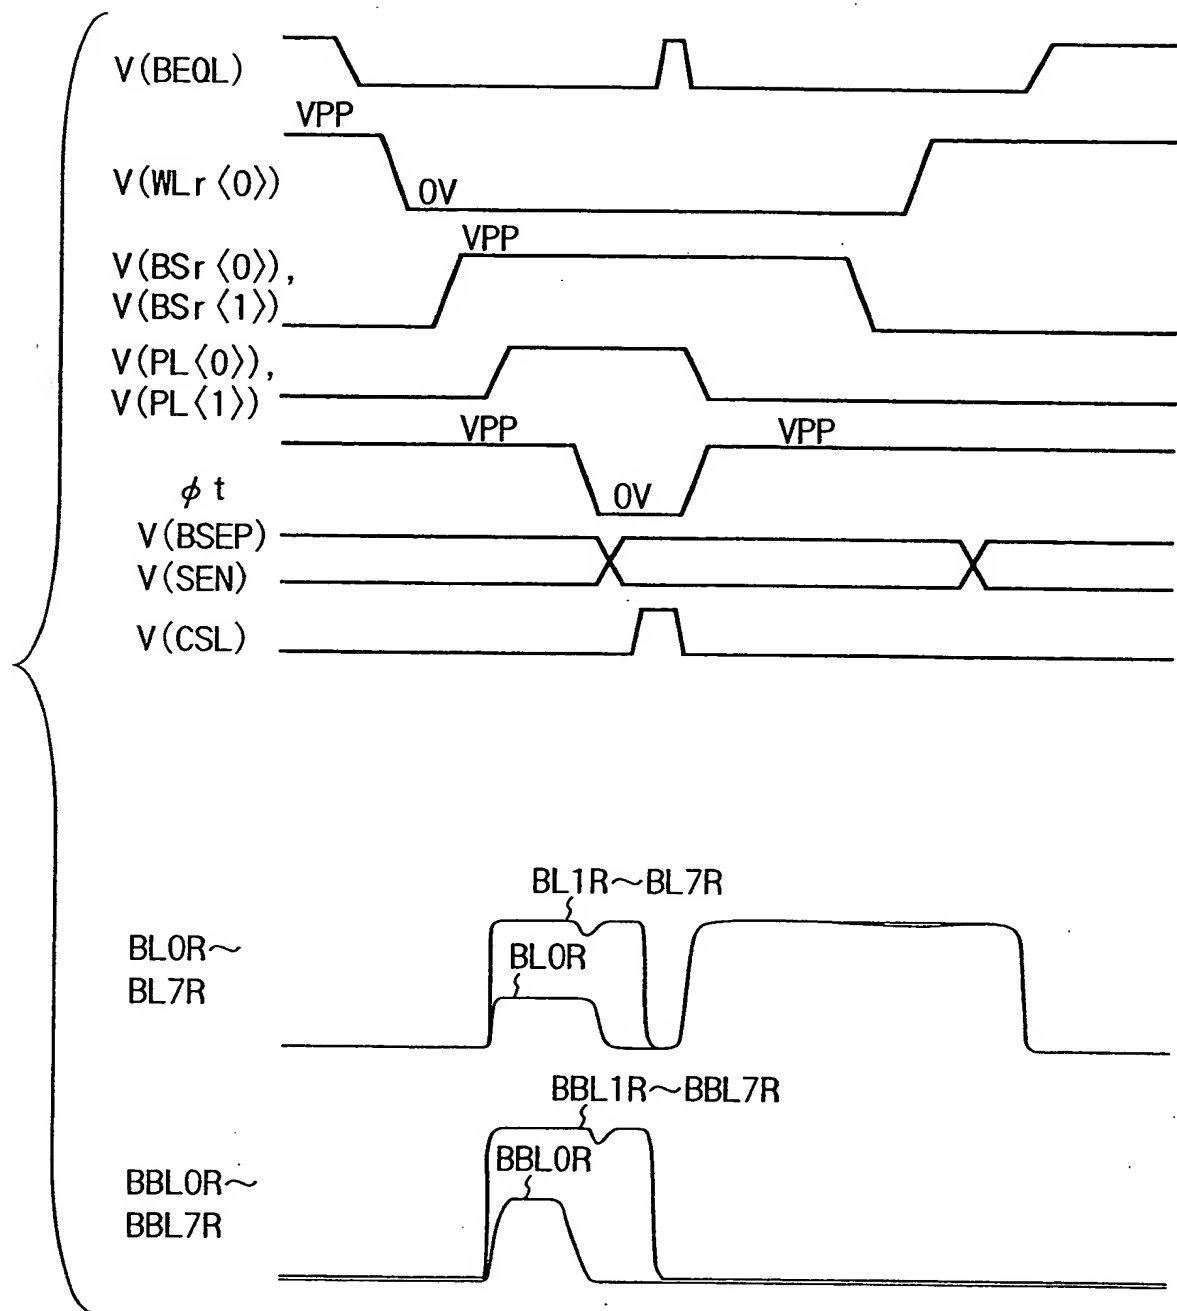 V(BEQL)
VPP
V(WLr〈0〉)
0V
VPP
V(BSr〈0〉),
V(BSr〈1〉)
V(PL〈0〉),
V(PL〈1〉)
VPP
VPP
φt
0V
V(BSEP)
V(SEN)
V(CSL)
BL1R～BL7R
BL0R～
BL7R
BL0R
BBL1R～BBL7R
BBL0R
BBL0R～
BBL7R